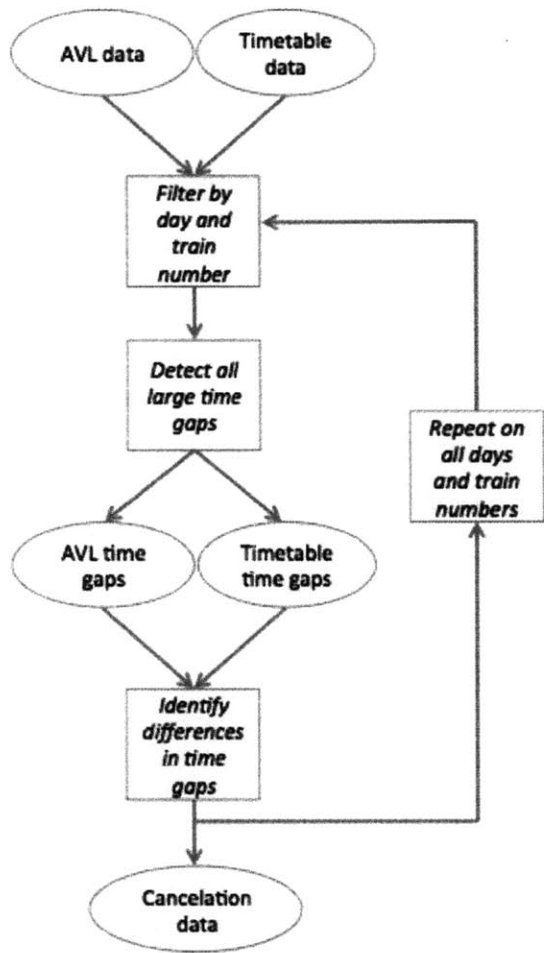 AVL data
Timetable
data
Filter by
day and
train
number
Detect all
large time
gaps
Repeat on
all days
and train
numbers
AVL time
gaps
Timetable
time gaps
Identify
differences
in time
gaps
Cancelation
data